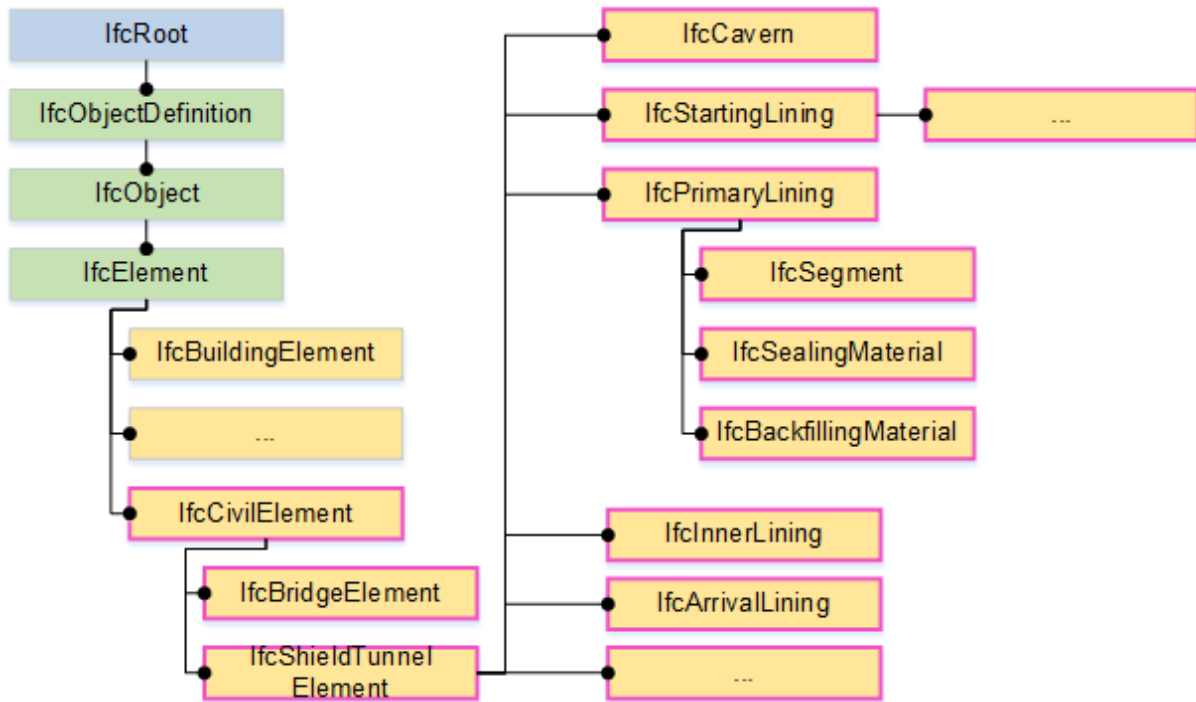 IfcRoot
IfcObjectDefinition
IfcObject
IfcElement
IfcBuildingElement
...
IfcCivilElement
IfcBridgeElement
IfcShieldTunnel
Element
IfcCavern
IfcStartingLining
...
IfcPrimaryLining
IfcSegment
IfcSealingMaterial
IfcBackfillingMaterial
IfcInnerLining
IfcArrivalLining
...